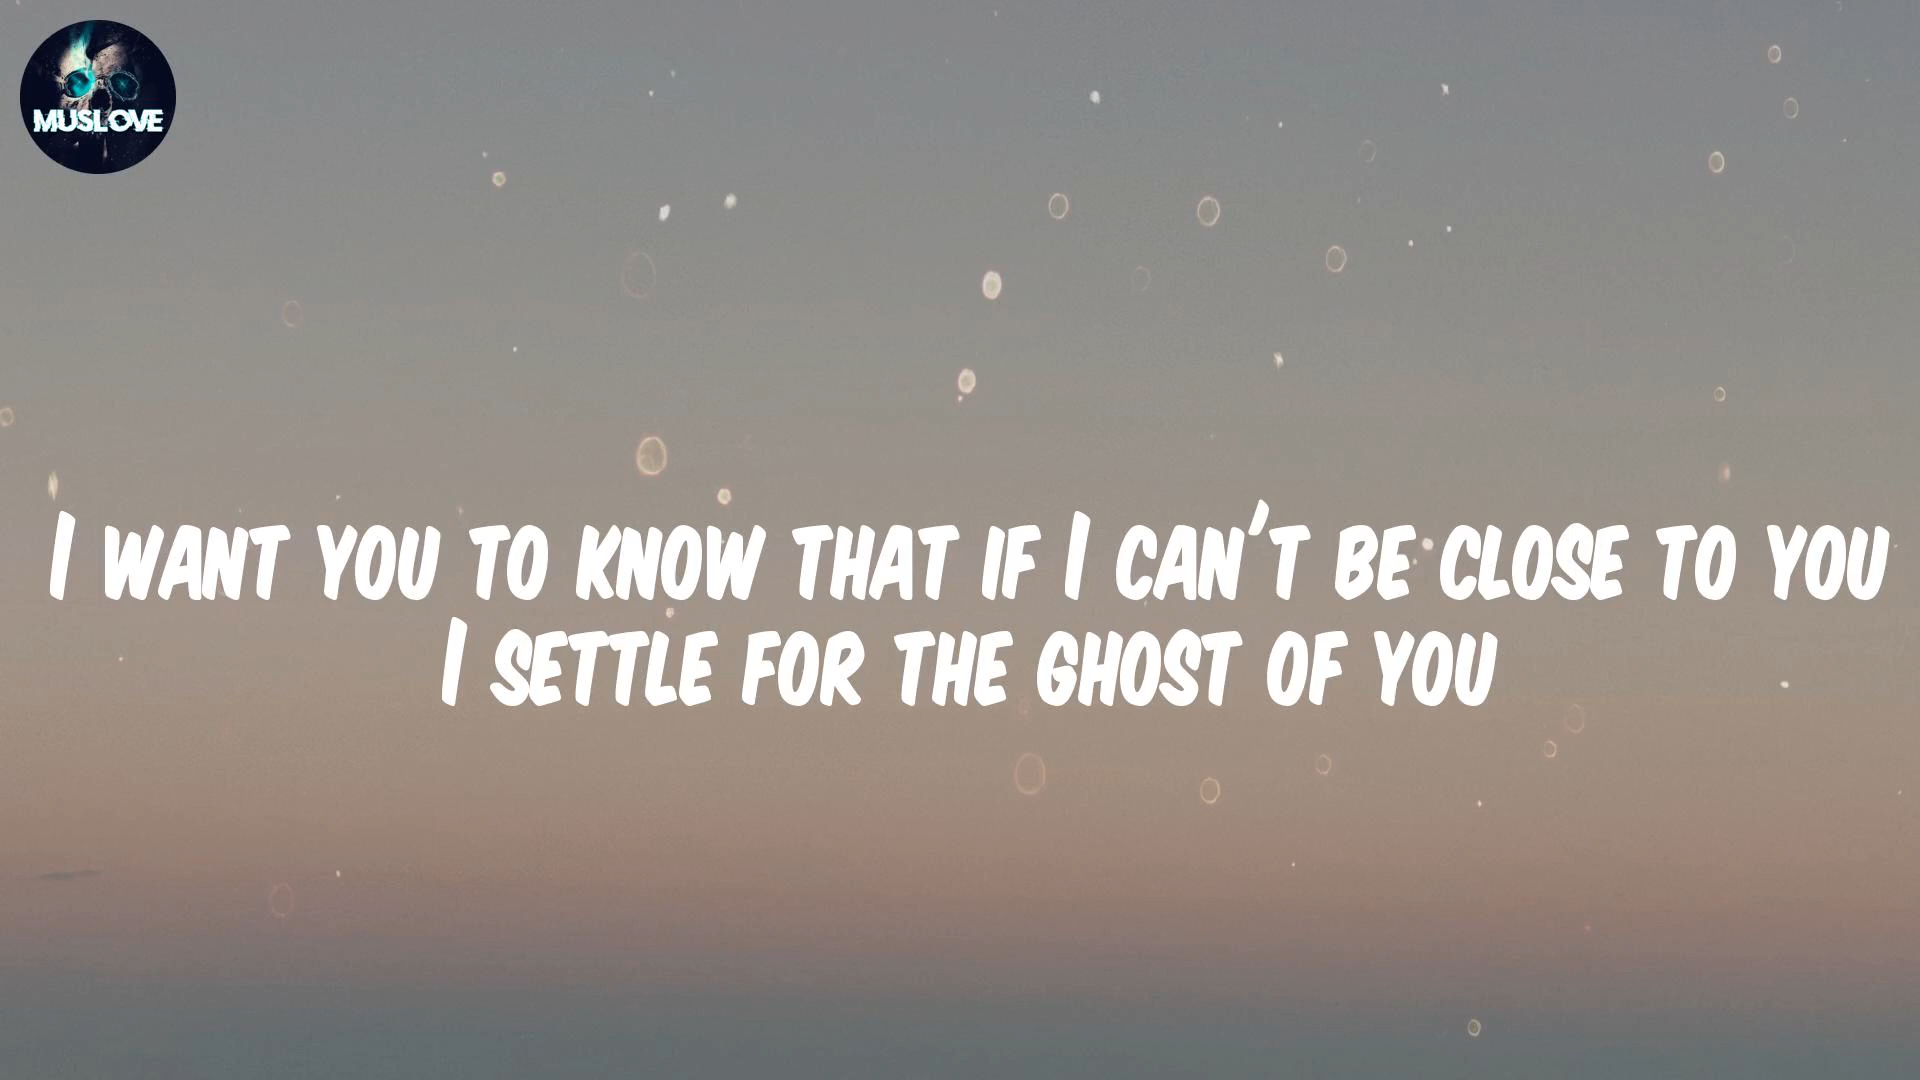 MUSLOVE
I WANT YOU TO KNOW THAT IF I CAN'T BE CLOSE TO YOU
I SETTLE FOR THE GHOST OF YOU